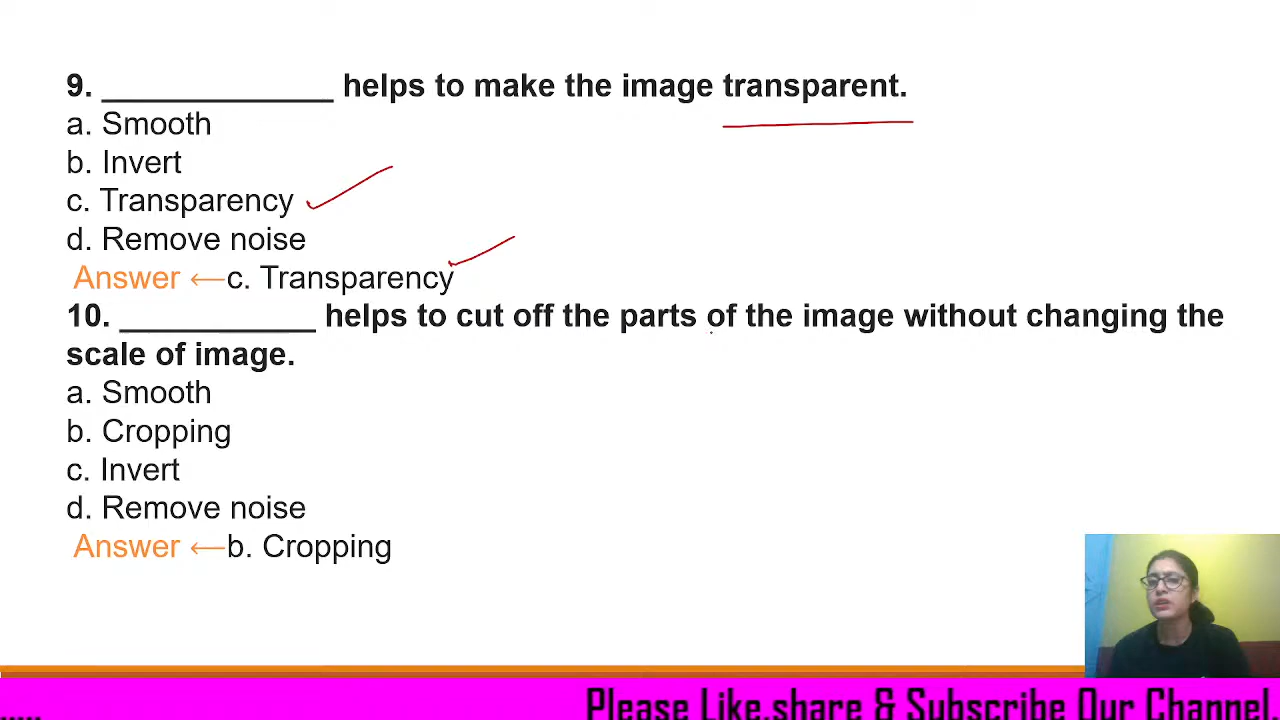 9. _____________ helps to make the image transparent.
a. Smooth
b. Invert
c. Transparency
d. Remove noise
Answer ←c. Transparency
10. ___________ helps to cut off the parts of the image without changing the
scale of image.
a. Smooth
b. Cropping
c. Invert
d. Remove noise
Answer ←b. Cropping
..... Please Like,share & Subscribe Our Channel